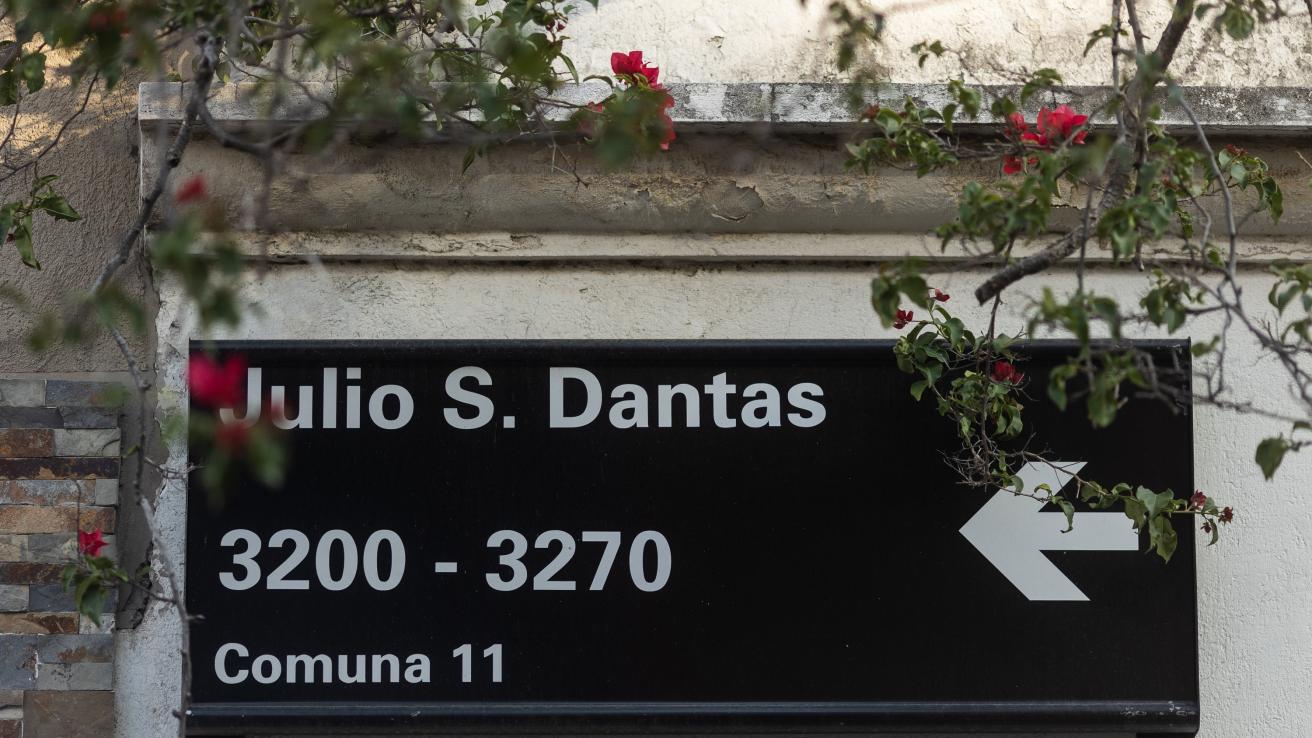 Julio S. Dantas
3200 - 3270
Comuna 11